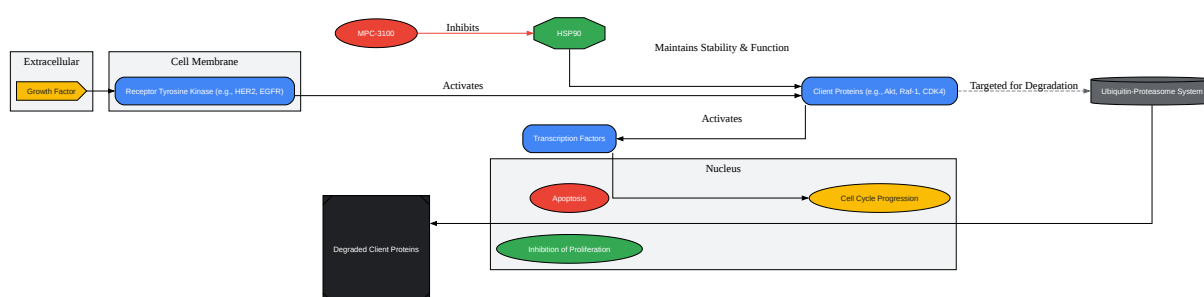 MPC-3100
Inhibits
HSP90
Maintains Stability & Function
Extracellular
Cell Membrane
Growth Factor
Receptor Tyrosine Kinase (e.g., HER2, EGFR)
Activates
Client Proteins (e.g., Akt, Raf-1, CDK4)
Targeted for Degradation
Ubiquitin-Proteasome System
Activates
Transcription Factors
Nucleus
Apoptosis
Cell Cycle Progression
Degraded Client Proteins
Inhibition of Proliferation